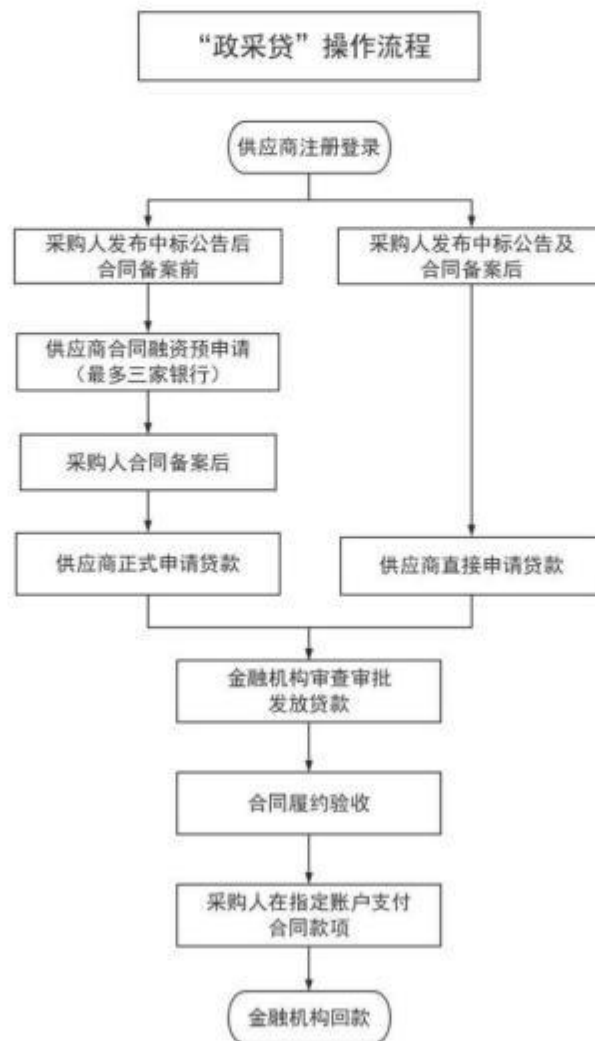 “政采贷”操作流程
供应商注册登录
采购人发布中标公告后
合同备案前
采购人发布中标公告及
合同备案后
供应商合同融资预申请
（最多三家银行）
采购人合同备案后
供应商正式申请贷款
供应商直接申请贷款
金融机构审查审批
发放贷款
合同履约验收
采购人在指定账户支付
合同款项
金融机构回款